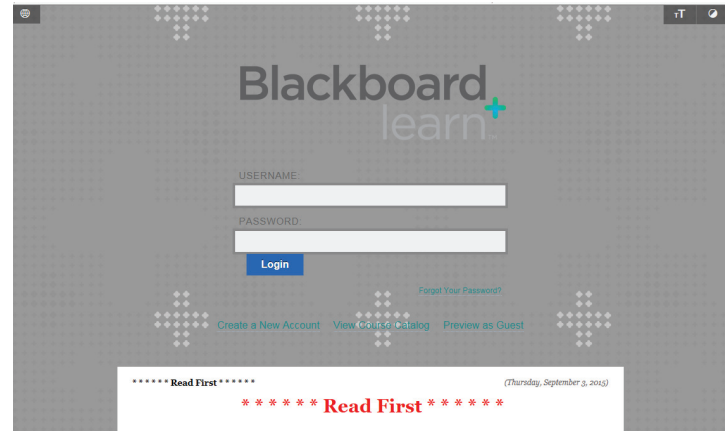 TT
Blackboard
learn
USERNAME:
PASSWORD:
Login
Forgot Your Password?
Create a New Account View Course Catalog Preview as Guest
* * * * * * Read First * * * * * * (Thursday, September 3, 2015)
* * * * * * Read First * * * * * *